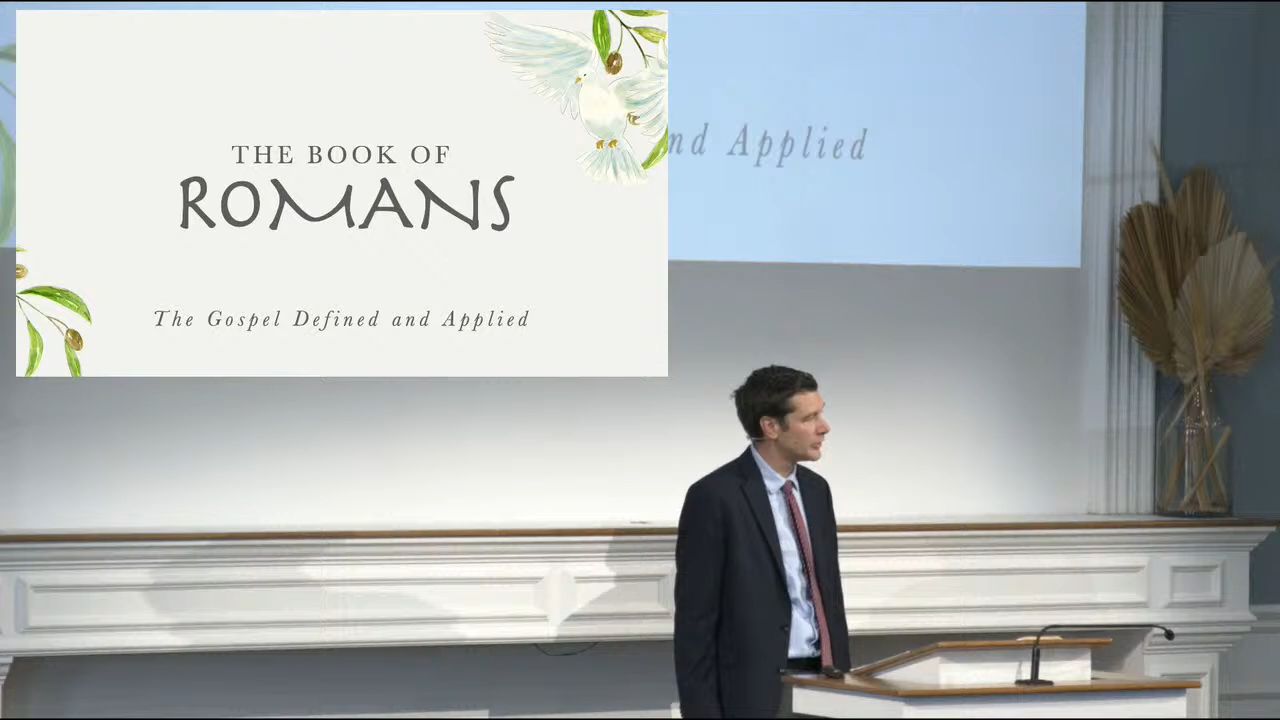 THE BOOK OF
ROMANS
The Gospel Defined and Applied
nd Applied